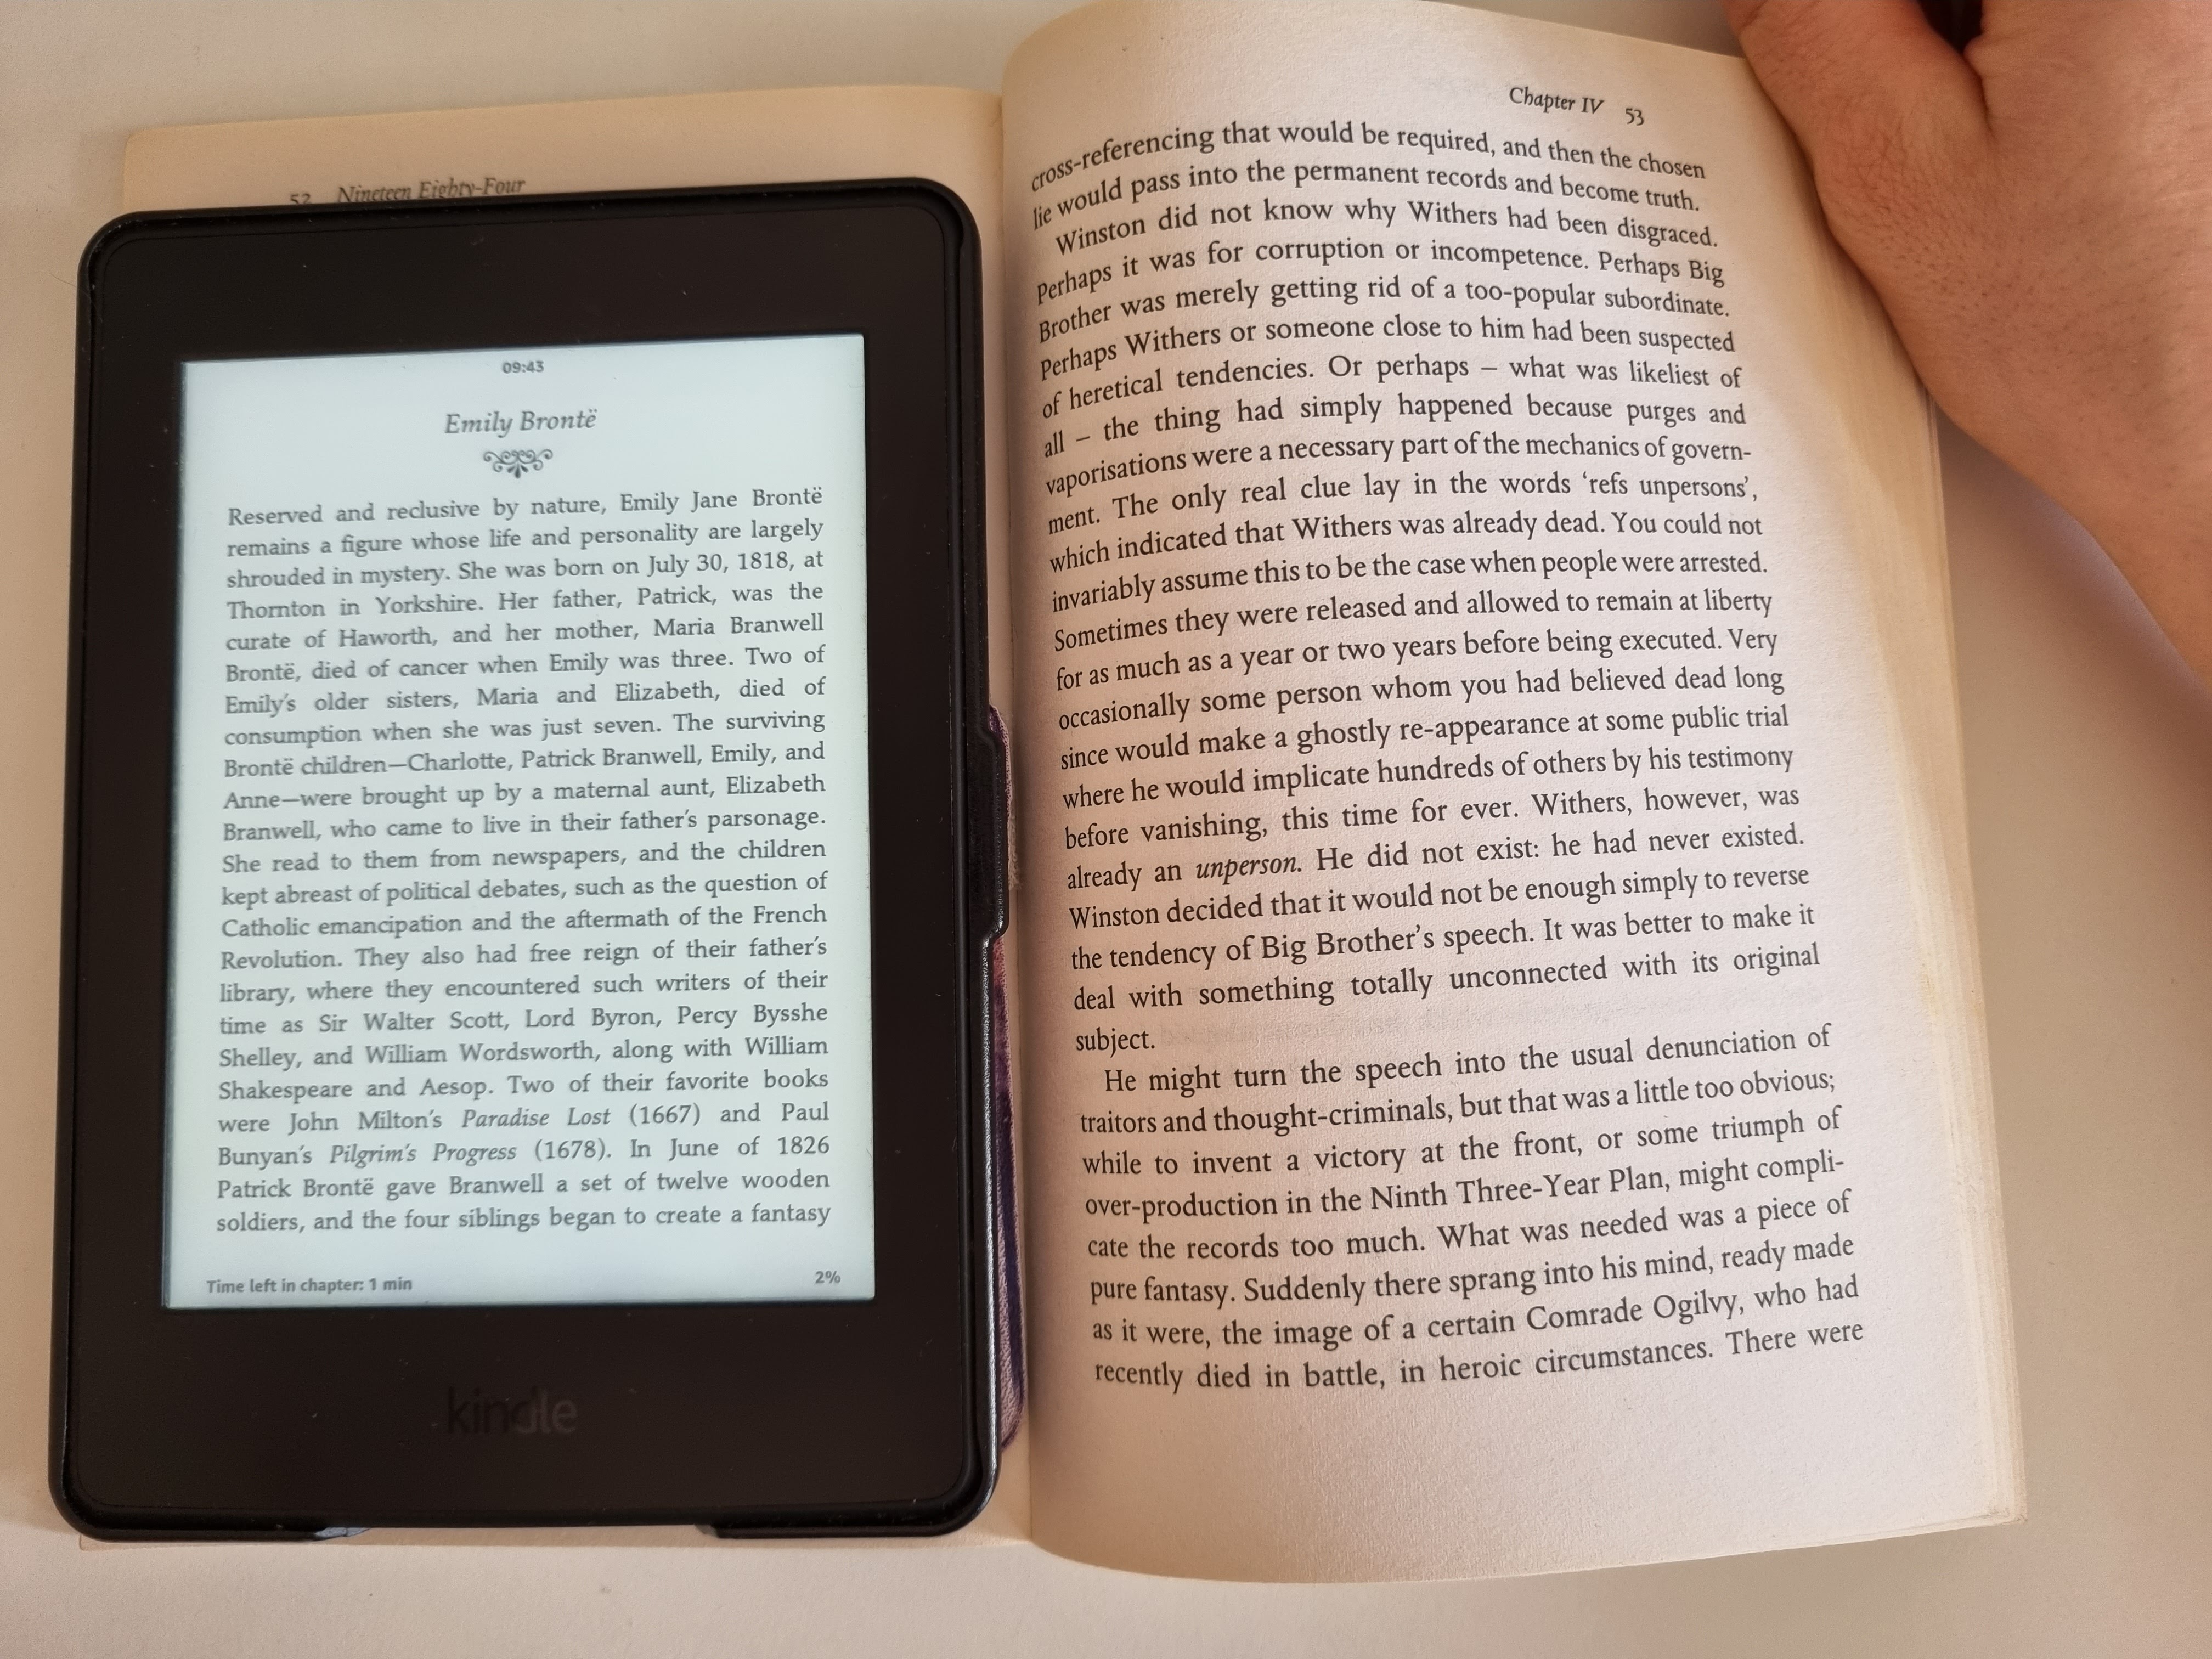 52 Nineteen Eighty-Four
09:43
Emily Brontë
Reserved and reclusive by nature, Emily Jane Brontë
remains a figure whose life and personality are largely
shrouded in mystery. She was born on July 30, 1818, at
Thornton in Yorkshire. Her father, Patrick, was the
curate of Haworth, and her mother, Maria Branwell
Brontë, died of cancer when Emily was three. Two of
Emily's older sisters, Maria and Elizabeth, died of
consumption when she was just seven. The surviving
Brontë children—Charlotte, Patrick Branwell, Emily, and
Anne—were brought up by a maternal aunt, Elizabeth
Branwell, who came to live in their father's parsonage.
She read to them from newspapers, and the children
kept abreast of political debates, such as the question of
Catholic emancipation and the aftermath of the French
Revolution. They also had free reign of their father's
library, where they encountered such writers of their
time as Sir Walter Scott, Lord Byron, Percy Bysshe
Shelley, and William Wordsworth, along with William
Shakespeare and Aesop. Two of their favorite books
were John Milton's Paradise Lost (1667) and Paul
Bunyan's Pilgrim's Progress (1678). In June of 1826
Patrick Brontë gave Branwell a set of twelve wooden
soldiers, and the four siblings began to create a fantasy
Time left in chapter: 1 min 2%
kindle
Chapter IV 53
cross-referencing that would be required, and then the chosen
lie would pass into the permanent records and become truth.
Winston did not know why Withers had been disgraced.
Perhaps it was for corruption or incompetence. Perhaps Big
Brother was merely getting rid of a too-popular subordinate.
Perhaps Withers or someone close to him had been suspected
of heretical tendencies. Or perhaps – what was likeliest of
all – the thing had simply happened because purges and
vaporisations were a necessary part of the mechanics of govern-
ment. The only real clue lay in the words ‘refs unpersons’,
which indicated that Withers was already dead. You could not
invariably assume this to be the case when people were arrested.
Sometimes they were released and allowed to remain at liberty
for as much as a year or two years before being executed. Very
occasionally some person whom you had believed dead long
since would make a ghostly re-appearance at some public trial
where he would implicate hundreds of others by his testimony
before vanishing, this time for ever. Withers, however, was
already an unperson. He did not exist: he had never existed.
Winston decided that it would not be enough simply to reverse
the tendency of Big Brother’s speech. It was better to make it
deal with something totally unconnected with its original
subject.
He might turn the speech into the usual denunciation of
traitors and thought-criminals, but that was a little too obvious;
while to invent a victory at the front, or some triumph of
over-production in the Ninth Three-Year Plan, might compli-
cate the records too much. What was needed was a piece of
pure fantasy. Suddenly there sprang into his mind, ready made
as it were, the image of a certain Comrade Ogilvy, who had
recently died in battle, in heroic circumstances. There were